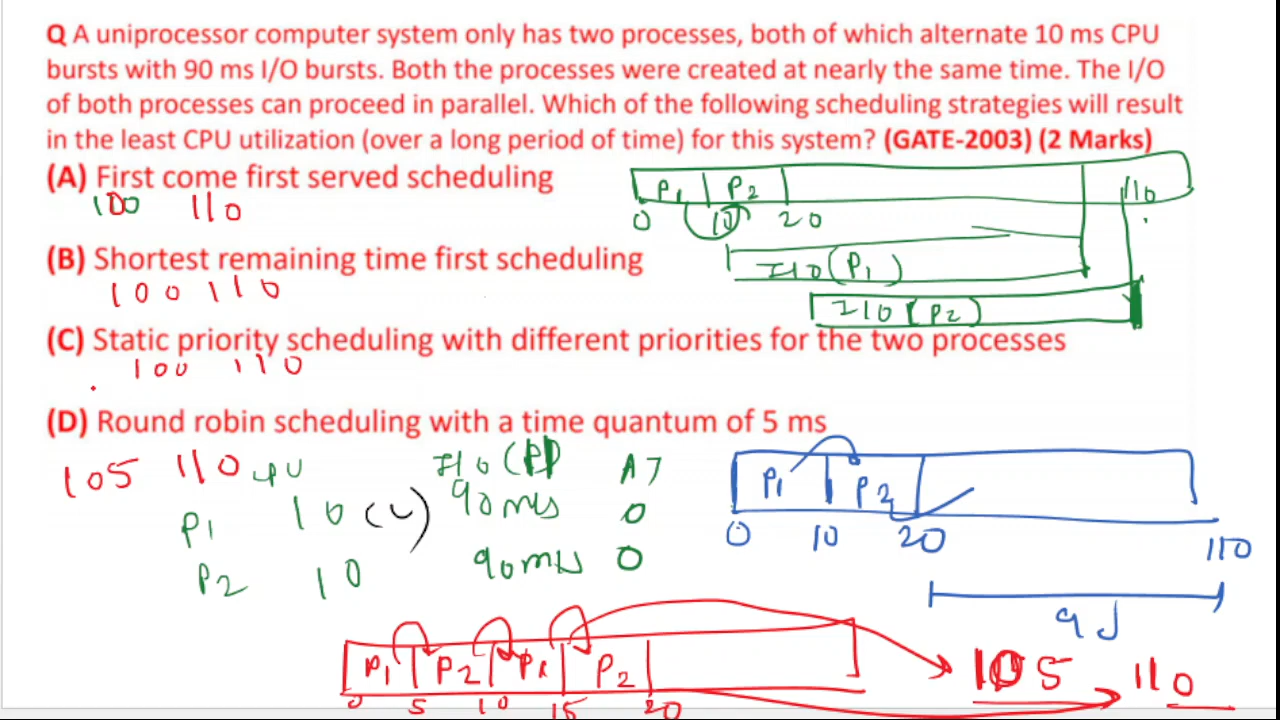 Q A uniprocessor computer system only has two processes, both of which alternate 10 ms CPU
bursts with 90 ms I/O bursts. Both the processes were created at nearly the same time. The I/O
of both processes can proceed in parallel. Which of the following scheduling strategies will result
in the least CPU utilization (over a long period of time) for this system? (GATE-2003) (2 Marks)
(A) First come first served scheduling
100 110
P1 P2 110
0 10 20
I/O (P1)
I/O (P2)
(B) Shortest remaining time first scheduling
100 110
(C) Static priority scheduling with different priorities for the two processes
100 110
(D) Round robin scheduling with a time quantum of 5 ms
105 110
I/O AT
P1 10 90ms 0
P2 10 90ms 0
P1 P2
0 10 20 110
P1 P2 P1 P2
0 5 10 15 20
105 110